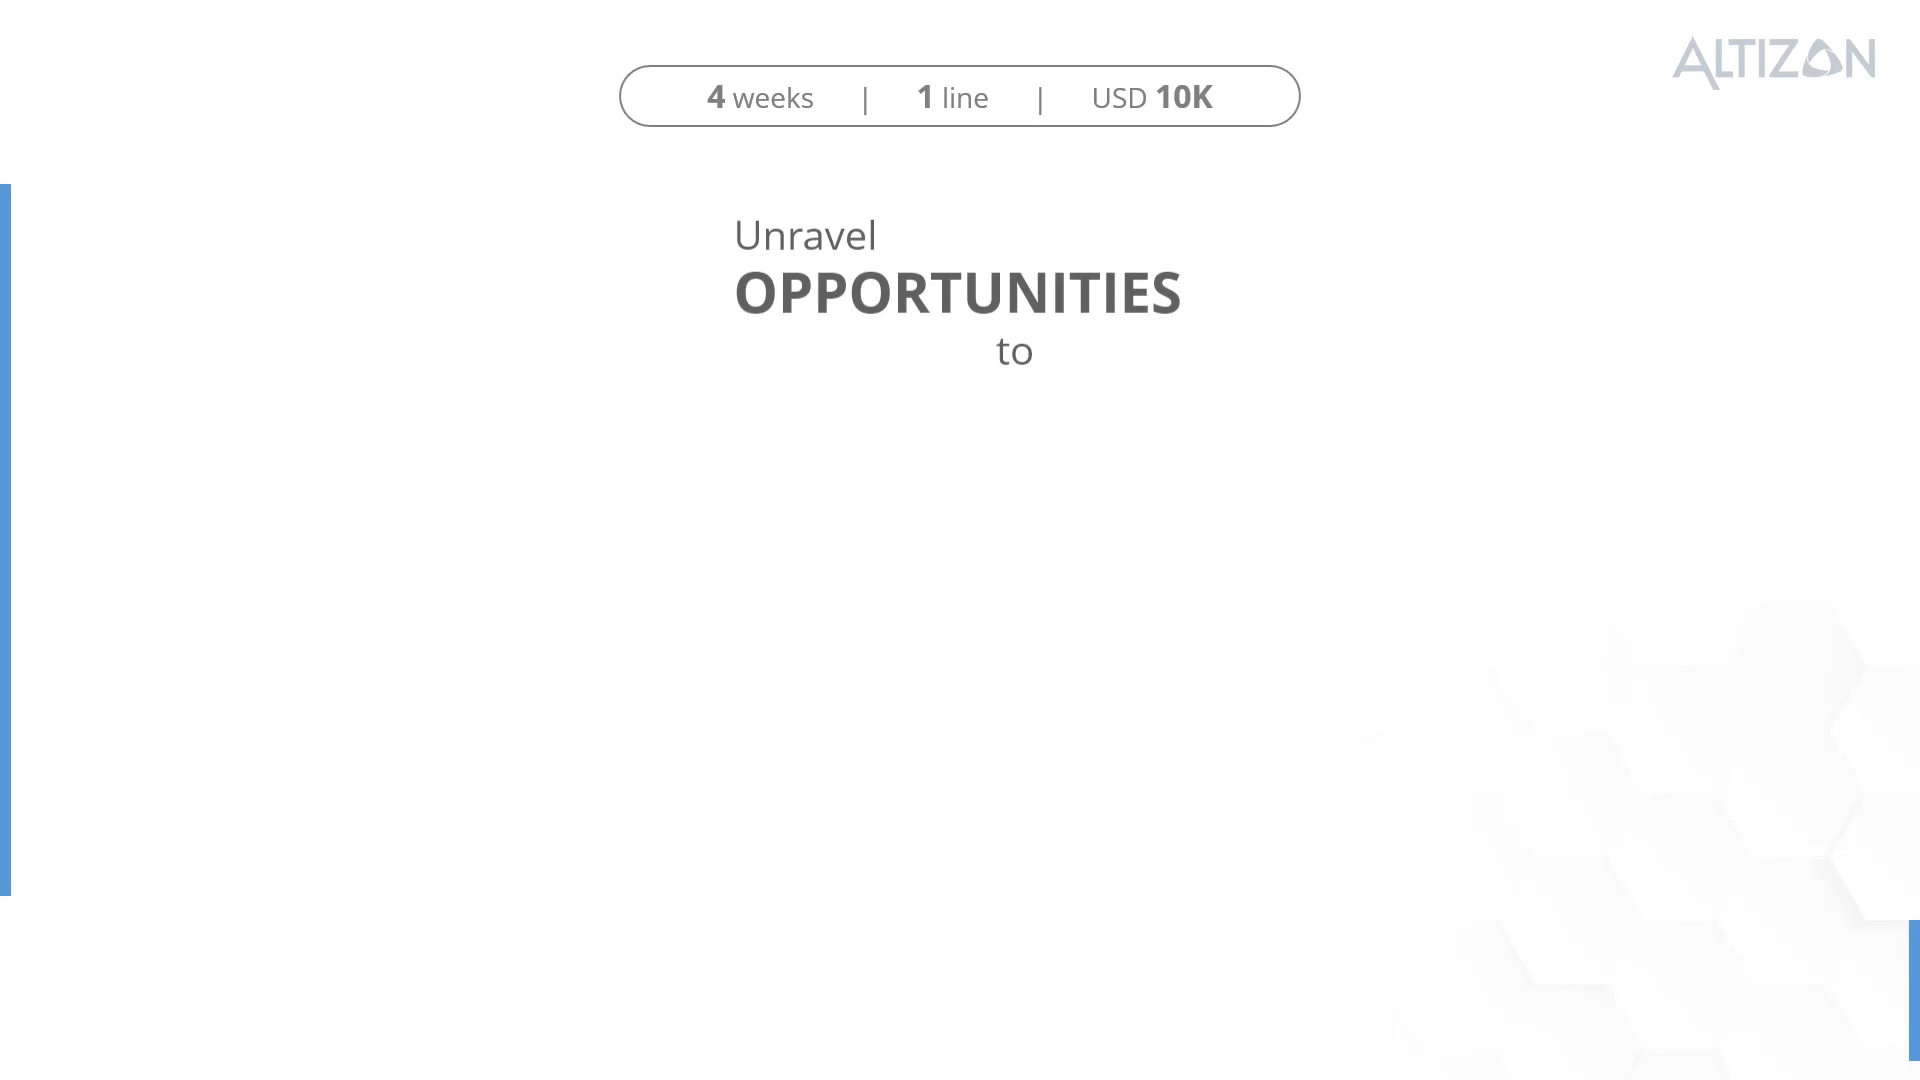 ALTIZON
4 weeks | 1 line | USD 10K
Unravel
OPPORTUNITIES
to